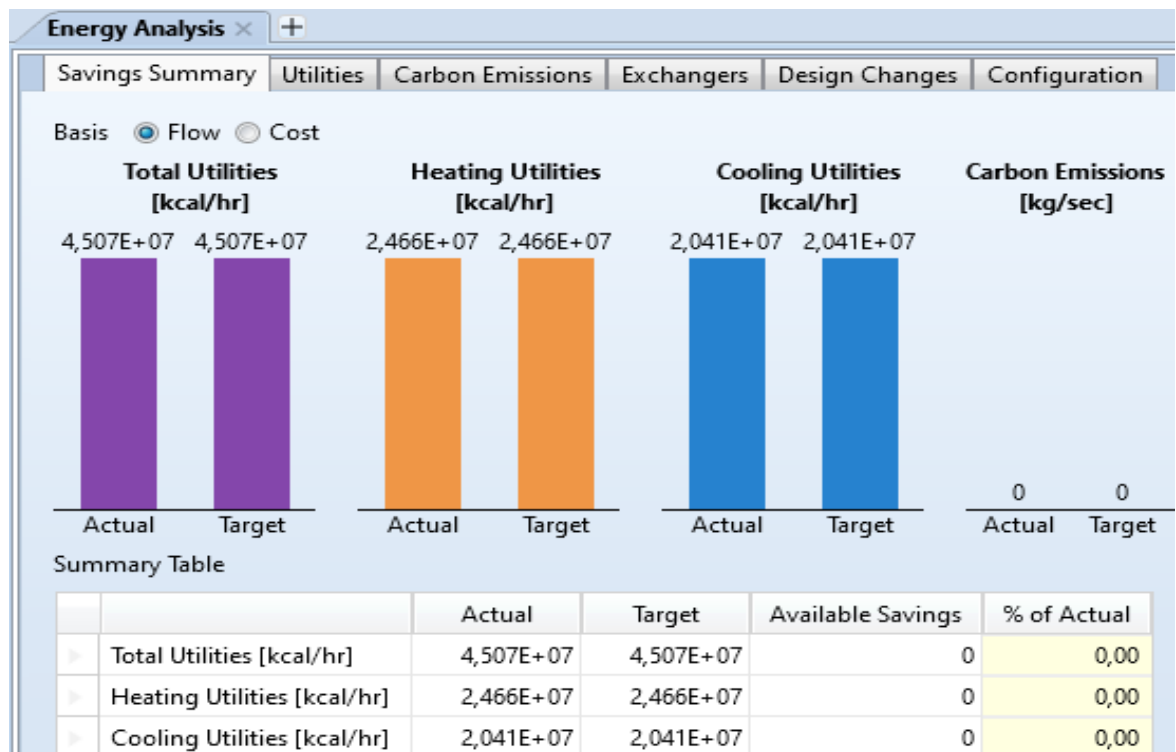 Energy Analysis
Savings Summary Utilities Carbon Emissions Exchangers Design Changes Configuration
Basis Flow Cost
Total Utilities Heating Utilities Cooling Utilities Carbon Emissions
[kcal/hr] [kcal/hr] [kcal/hr] [kg/sec]
4,507E+07 4,507E+07 2,466E+07 2,466E+07 2,041E+07 2,041E+07
0 0
Actual Target Actual Target Actual Target Actual Target
Summary Table
Actual Target Available Savings % of Actual
Total Utilities [kcal/hr] 4,507E+07 4,507E+07 0 0,00
Heating Utilities [kcal/hr] 2,466E+07 2,466E+07 0 0,00
Cooling Utilities [kcal/hr] 2,041E+07 2,041E+07 0 0,00